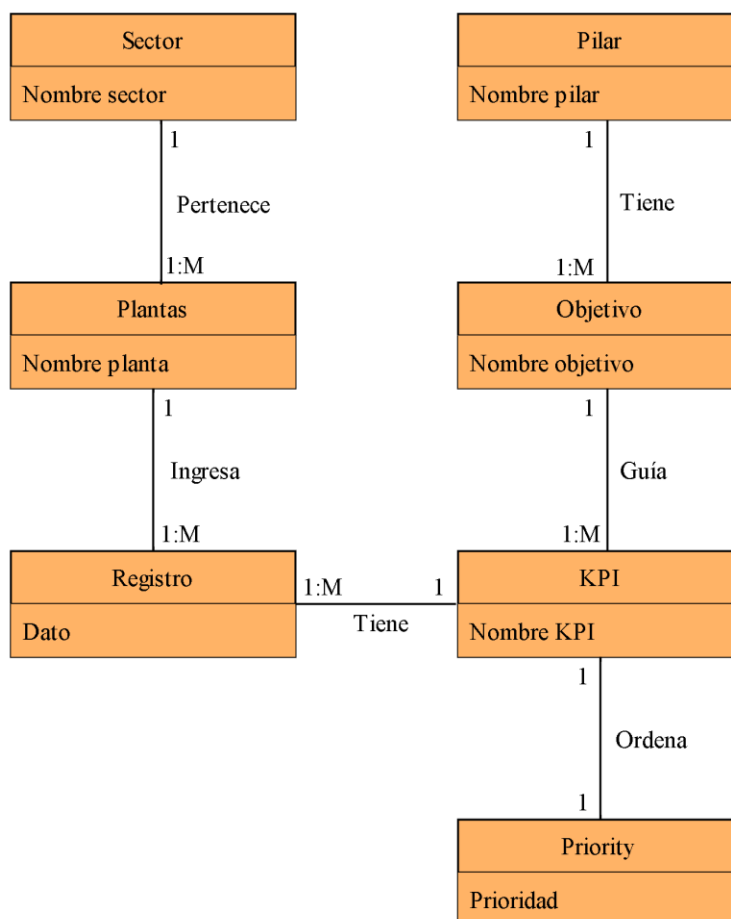 Sector
Nombre sector
1
Pertenece
1:M
Plantas
Nombre planta
1
Ingresa
1:M
Registro
Dato
1:M
1
Tiene
Pilar
Nombre pilar
1
Tiene
1:M
Objetivo
Nombre objetivo
1
Guía
1:M
KPI
Nombre KPI
1
Ordena
1
Priority
Prioridad